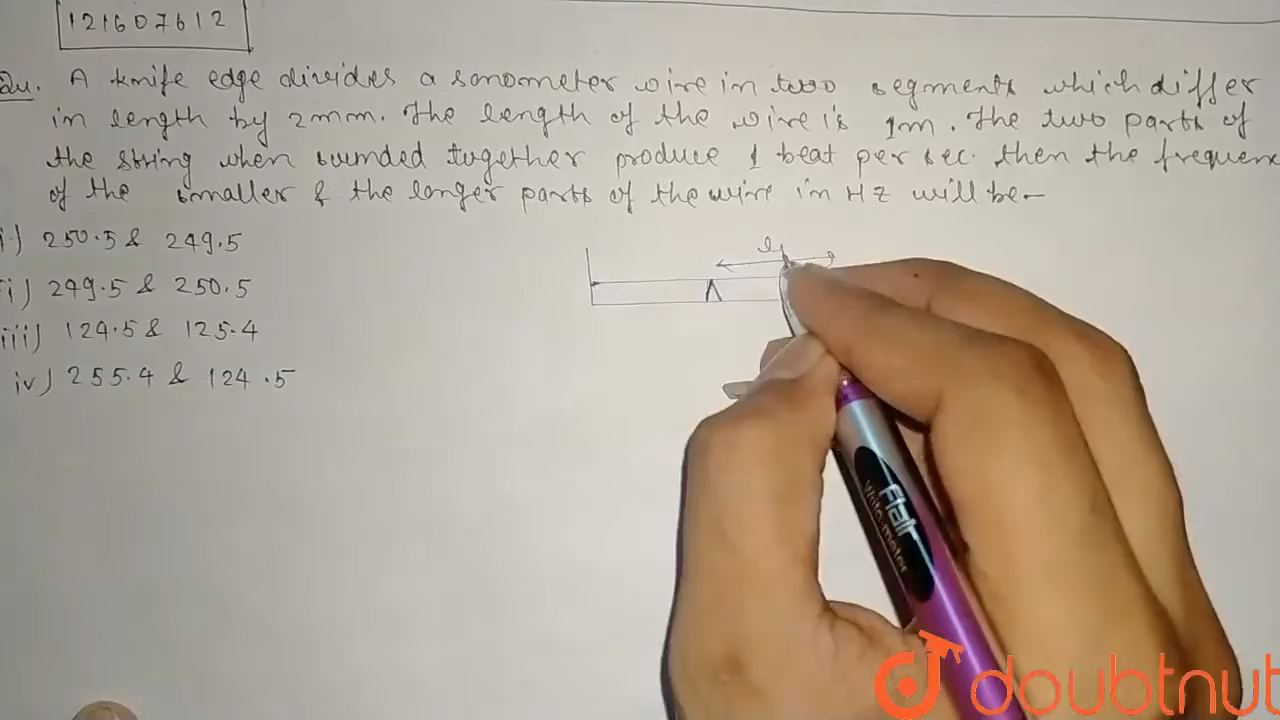 121607612
Qu. A knife edge divides a sonometer wire in two segments which differ
in length by 2mm. The length of the wire is 1m. The two parts of
the string when sounded together produce 1 beat per sec. then the frequenc
of the smaller & the longer parts of the wire in HZ will be-
i) 250.5 & 249.5
ii) 249.5 & 250.5
iii) 124.5 & 125.4
iv) 255.4 & 124.5
l1
Flair
Write-meter
doubtnut